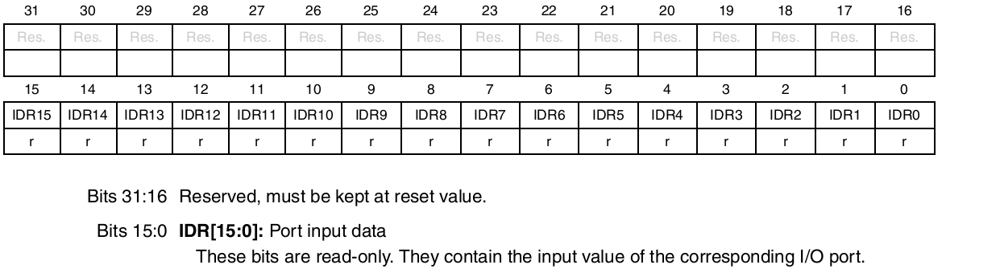 31 30 29 28 27 26 25 24 23 22 21 20 19 18 17 16
Res. Res. Res. Res. Res. Res. Res. Res. Res. Res. Res. Res. Res. Res. Res. Res.
15 14 13 12 11 10 9 8 7 6 5 4 3 2 1 0
IDR15 IDR14 IDR13 IDR12 IDR11 IDR10 IDR9 IDR8 IDR7 IDR6 IDR5 IDR4 IDR3 IDR2 IDR1 IDR0
r r r r r r r r r r r r r r r r
Bits 31:16 Reserved, must be kept at reset value.
Bits 15:0 IDR[15:0]: Port input data
These bits are read-only. They contain the input value of the corresponding I/O port.